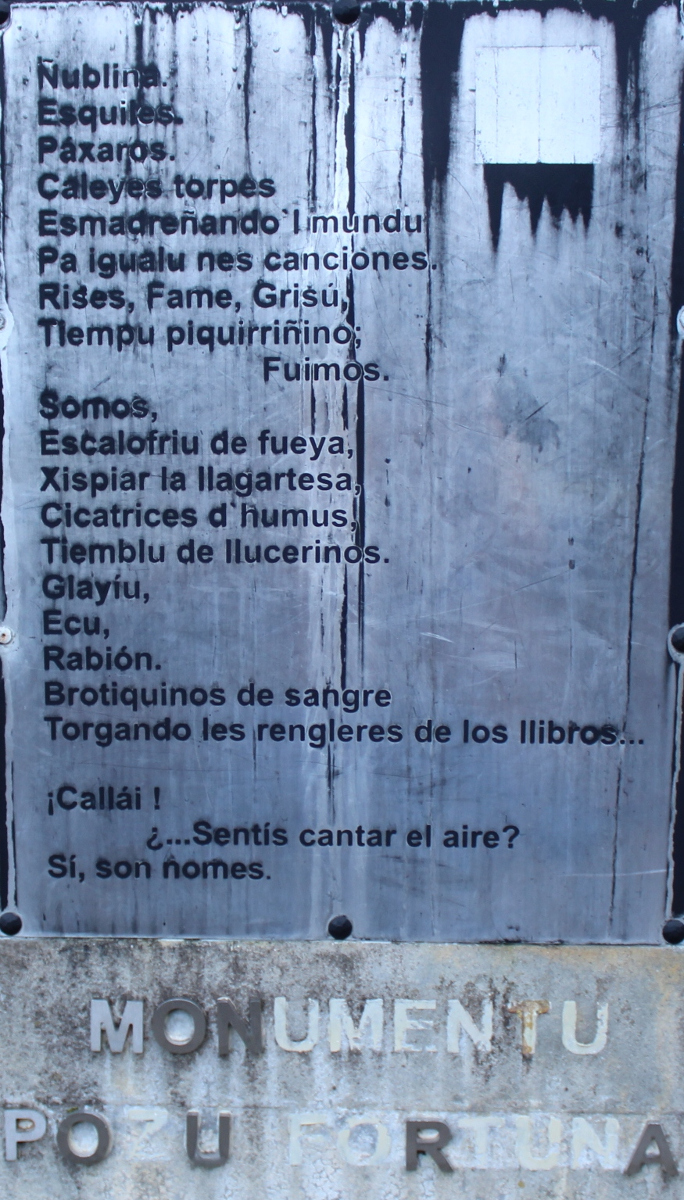 Ñublina.
Esquiles.
Páxaros.
Caleyes torpes
Esmadreñando`l mundu
Pa igualu nes canciones.
Rises, Fame, Grisú,
Tiempu piquirriñino;
Fuimos.
Somos,
Escalofriu de fueya,
Xispiar la llagartesa,
Cicatrices d`humus,
Tiemblu de llucerinos.
Glayíu,
Ecu,
Rabión.
Brotiquinos de sangre
Torgando les rengleres de los llibros...
¡Callái !
¿...Sentís cantar el aire?
Sí, son nomes.
MONUMENTU
POZU FORTUNA